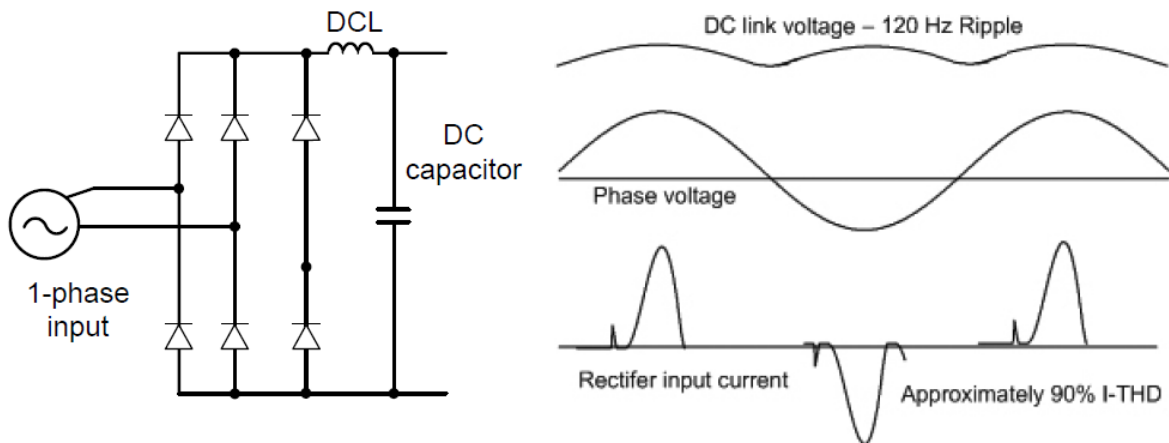 DCL
DC
capacitor
1-phase
input
DC link voltage – 120 Hz Ripple
Phase voltage
Rectifer input current
Approximately 90% I-THD